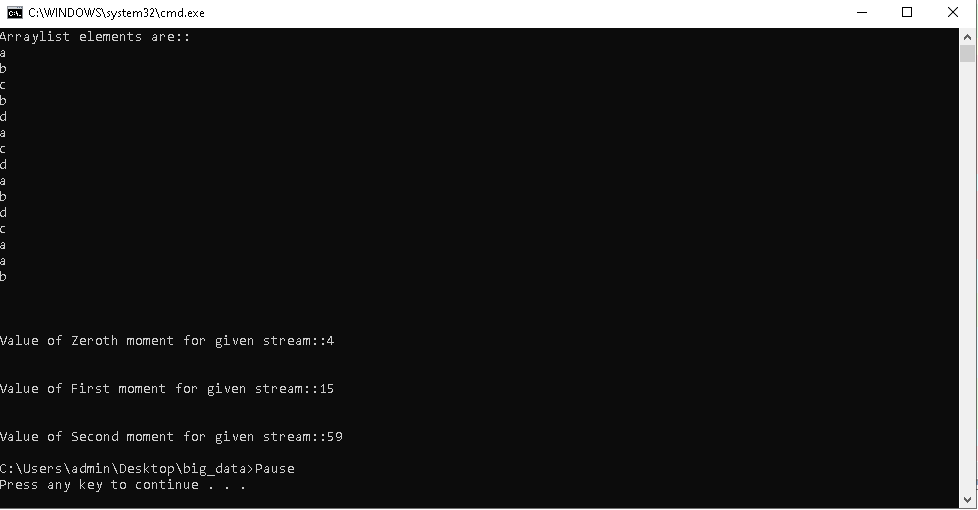 C:\WINDOWS\system32\cmd.exe
Arraylist elements are::
a
b
c
b
d
a
c
d
a
b
d
c
a
a
b
Value of Zeroth moment for given stream::4
Value of First moment for given stream::15
Value of Second moment for given stream::59
C:\Users\admin\Desktop\big_data>Pause
Press any key to continue . . .